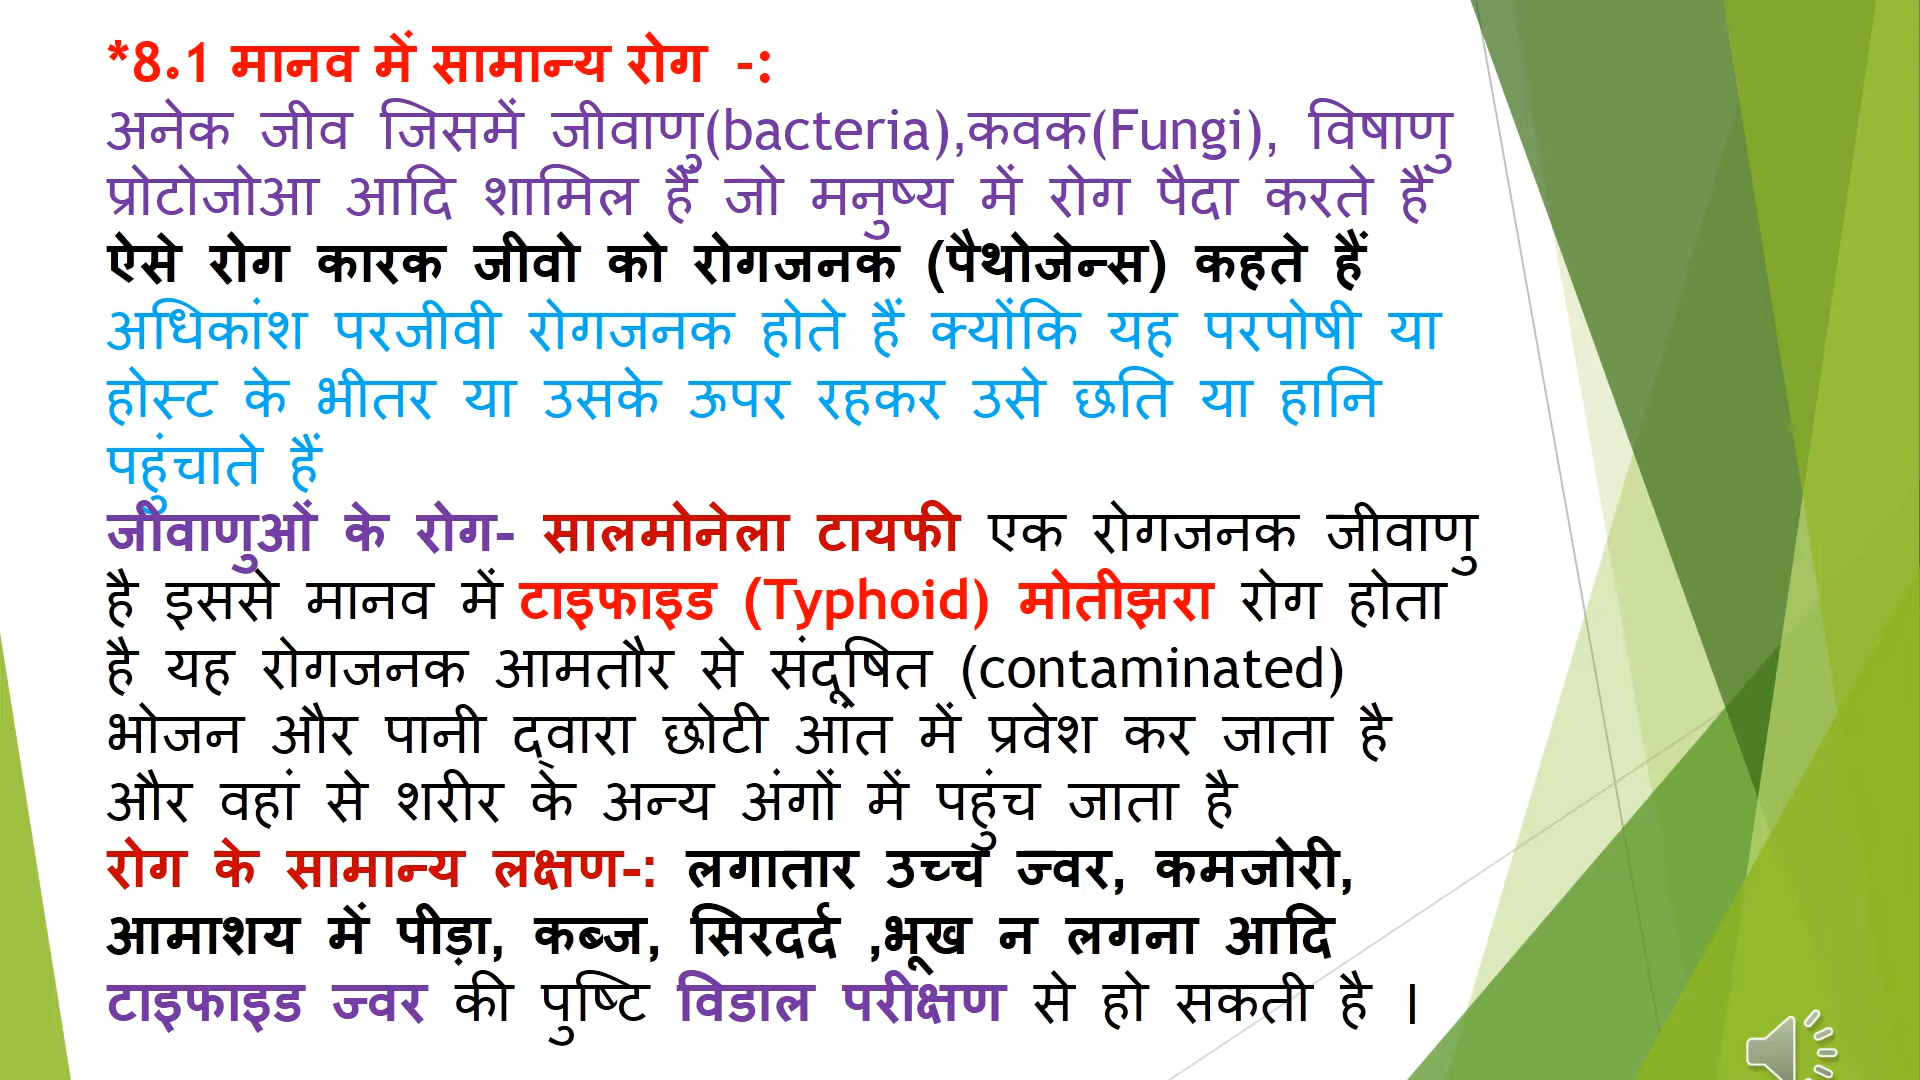 *8.1 मानव में सामान्य रोग -:
अनेक जीव जिसमें जीवाणु(bacteria),कवक(Fungi), विषाणु
प्रोटोजोआ आदि शामिल हैं जो मनुष्य में रोग पैदा करते हैं
ऐसे रोग कारक जीवो को रोगजनक (पैथोजेन्स) कहते हैं
अधिकांश परजीवी रोगजनक होते हैं क्योंकि यह परपोषी या
होस्ट के भीतर या उसके ऊपर रहकर उसे छति या हानि
पहुंचाते हैं
जीवाणुओं के रोग- सालमोनेला टायफी एक रोगजनक जीवाणु
है इससे मानव में टाइफाइड (Typhoid) मोतीझरा रोग होता
है यह रोगजनक आमतौर से संदूषित (contaminated)
भोजन और पानी द्वारा छोटी आंत में प्रवेश कर जाता है
और वहां से शरीर के अन्य अंगों में पहुंच जाता है
रोग के सामान्य लक्षण-: लगातार उच्च ज्वर, कमजोरी,
आमाशय में पीड़ा, कब्ज, सिरदर्द ,भूख न लगना आदि
टाइफाइड ज्वर की पुष्टि विडाल परीक्षण से हो सकती है ।